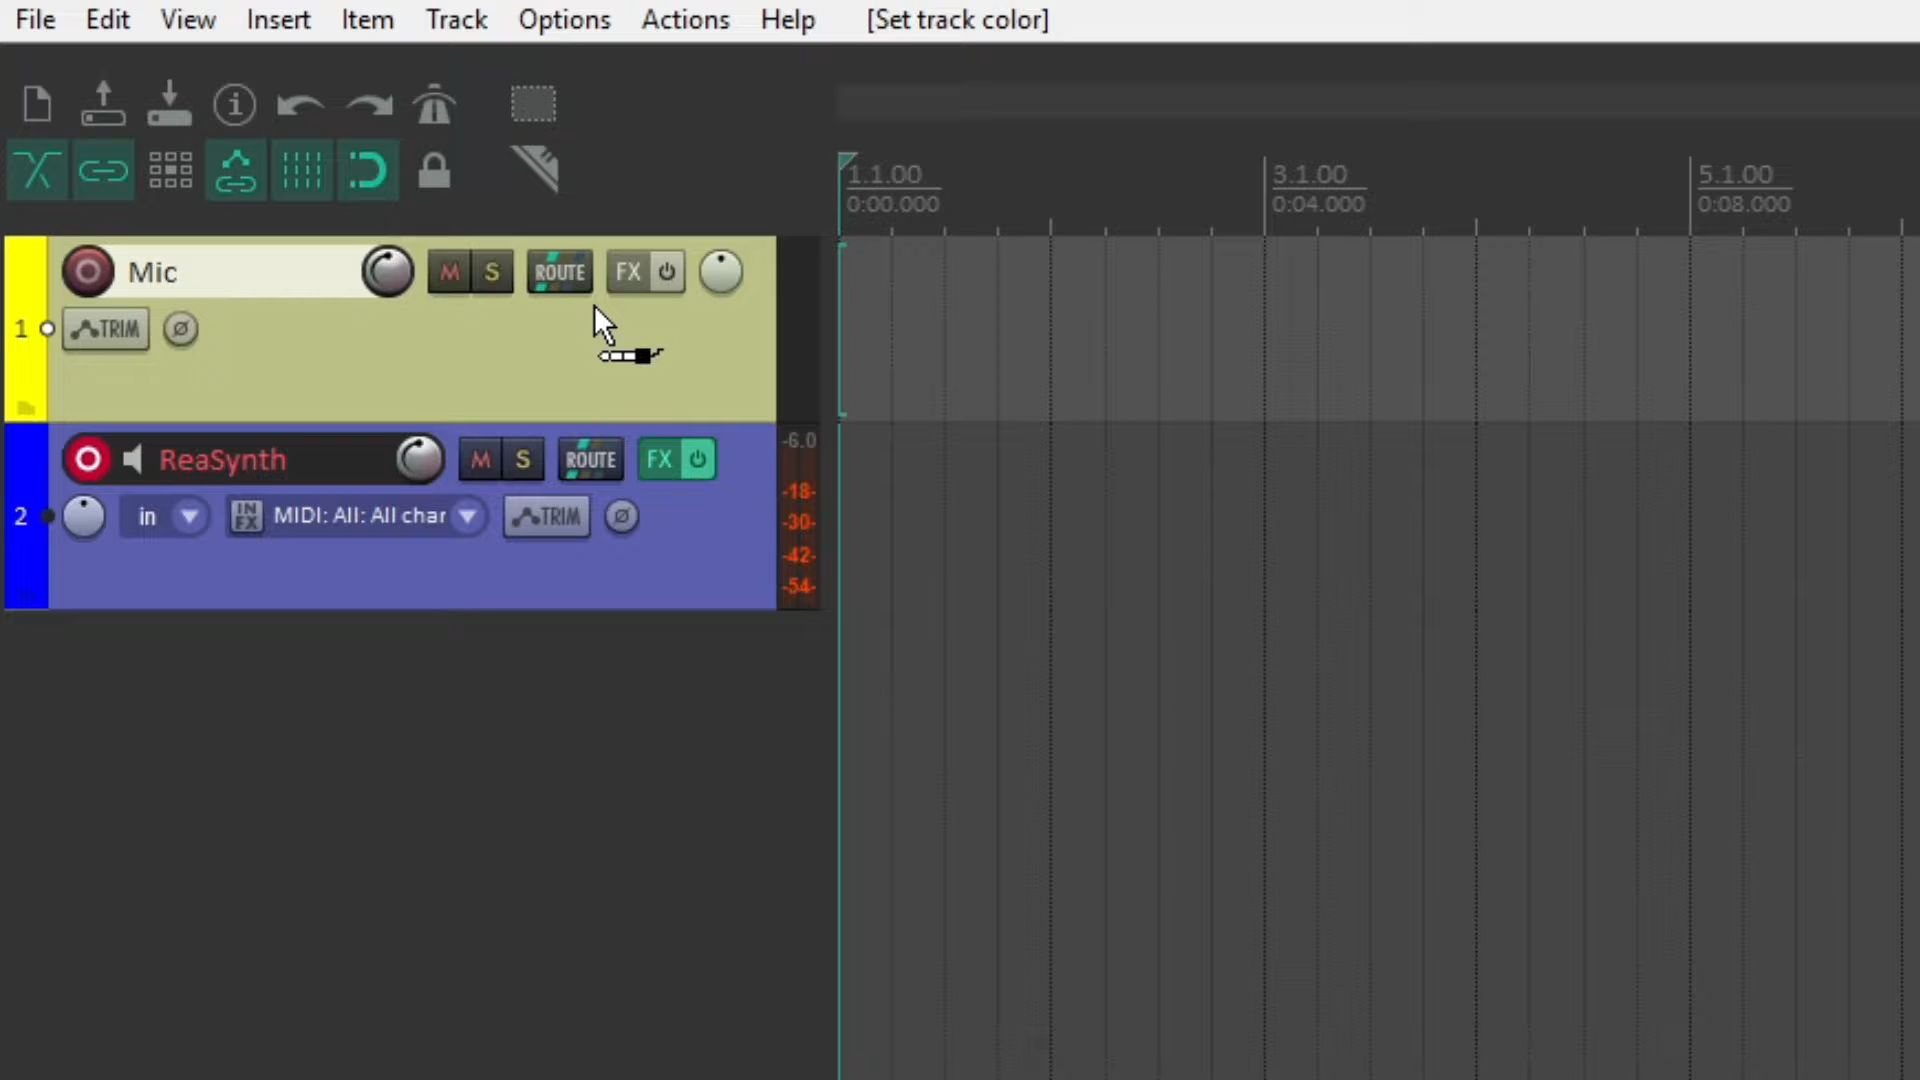 File Edit View Insert Item Track Options Actions Help [Set track color]
1.1.00 3.1.00 5.1.00
0:00.000 0:04.000 0:08.000
Mic M S ROUTE FX
1 TRIM
ReaSynth M S ROUTE FX -6.0
-18-
2 in IN FX MIDI: All: All char TRIM
-30-
-42-
-54-